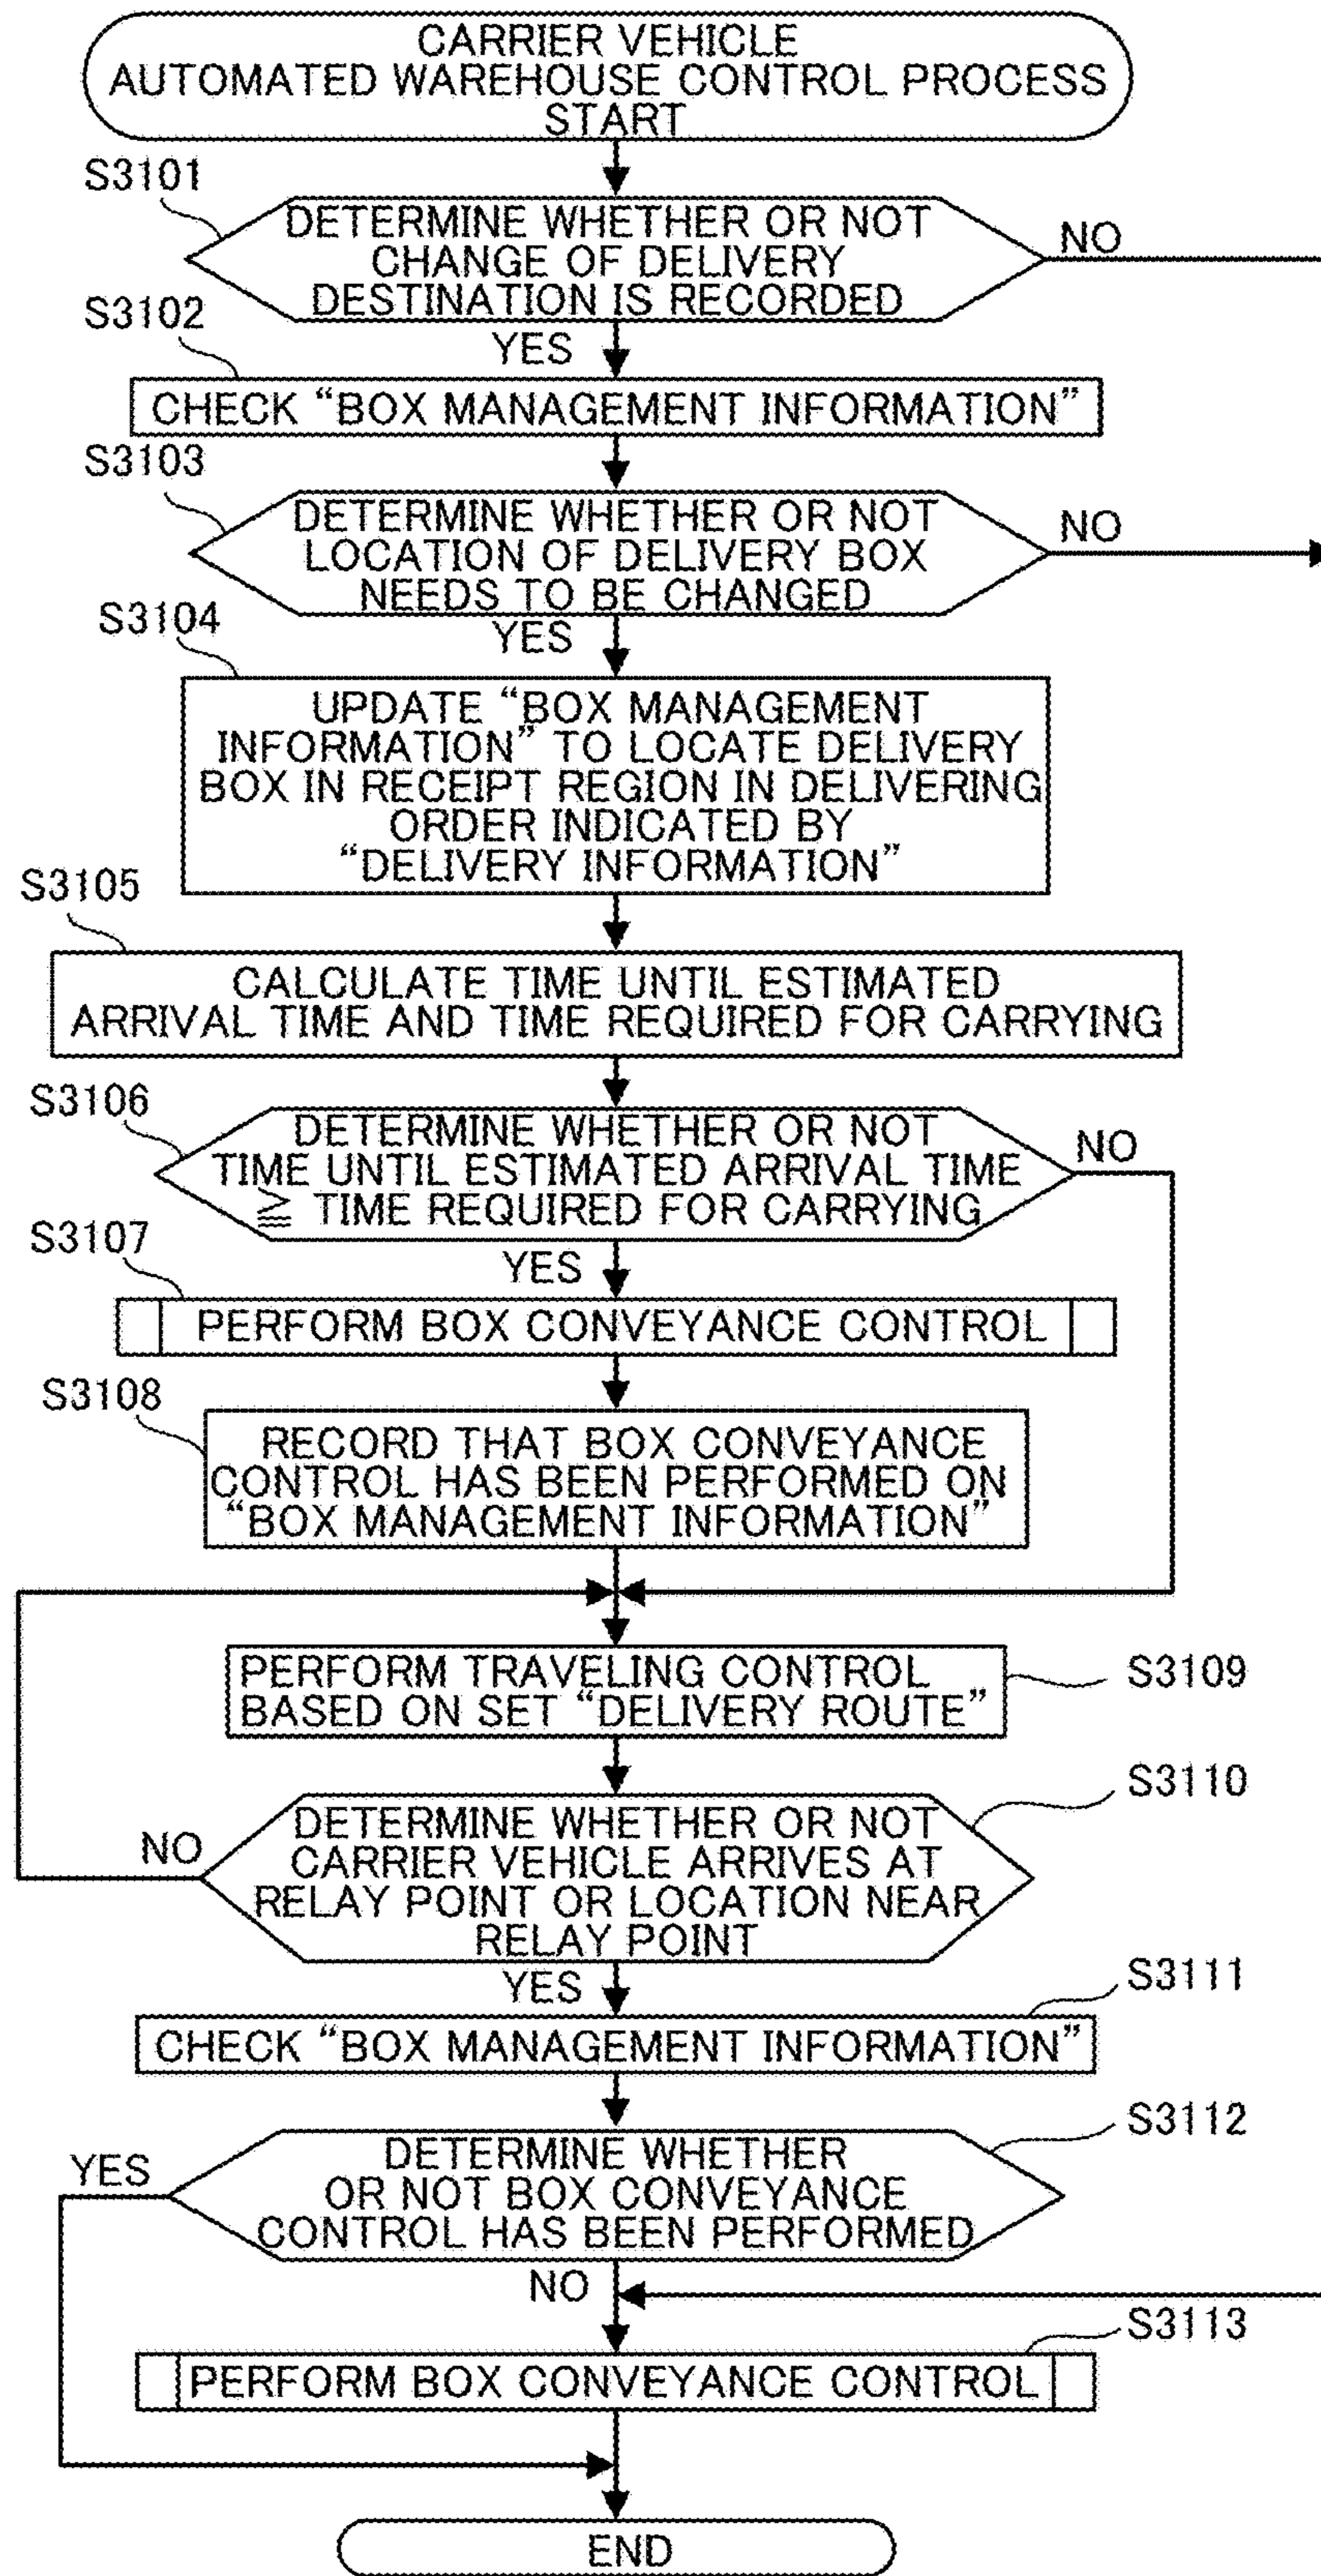 CARRIER VEHICLE
AUTOMATED WAREHOUSE CONTROL PROCESS
START
S3101
DETERMINE WHETHER OR NOT
CHANGE OF DELIVERY
DESTINATION IS RECORDED
NO
YES
S3102
CHECK “BOX MANAGEMENT INFORMATION”
S3103
DETERMINE WHETHER OR NOT
LOCATION OF DELIVERY BOX
NEEDS TO BE CHANGED
NO
YES
S3104
UPDATE “BOX MANAGEMENT
INFORMATION” TO LOCATE DELIVERY
BOX IN RECEIPT REGION IN DELIVERING
ORDER INDICATED BY
“DELIVERY INFORMATION”
S3105
CALCULATE TIME UNTIL ESTIMATED
ARRIVAL TIME AND TIME REQUIRED FOR CARRYING
S3106
DETERMINE WHETHER OR NOT
TIME UNTIL ESTIMATED ARRIVAL TIME
≧ TIME REQUIRED FOR CARRYING
NO
YES
S3107
PERFORM BOX CONVEYANCE CONTROL
S3108
RECORD THAT BOX CONVEYANCE
CONTROL HAS BEEN PERFORMED ON
“BOX MANAGEMENT INFORMATION”
PERFORM TRAVELING CONTROL
BASED ON SET “DELIVERY ROUTE”
S3109
S3110
DETERMINE WHETHER OR NOT
CARRIER VEHICLE ARRIVES AT
RELAY POINT OR LOCATION NEAR
RELAY POINT
NO
YES
S3111
CHECK “BOX MANAGEMENT INFORMATION”
S3112
DETERMINE WHETHER
OR NOT BOX CONVEYANCE
CONTROL HAS BEEN PERFORMED
YES
NO
S3113
PERFORM BOX CONVEYANCE CONTROL
END